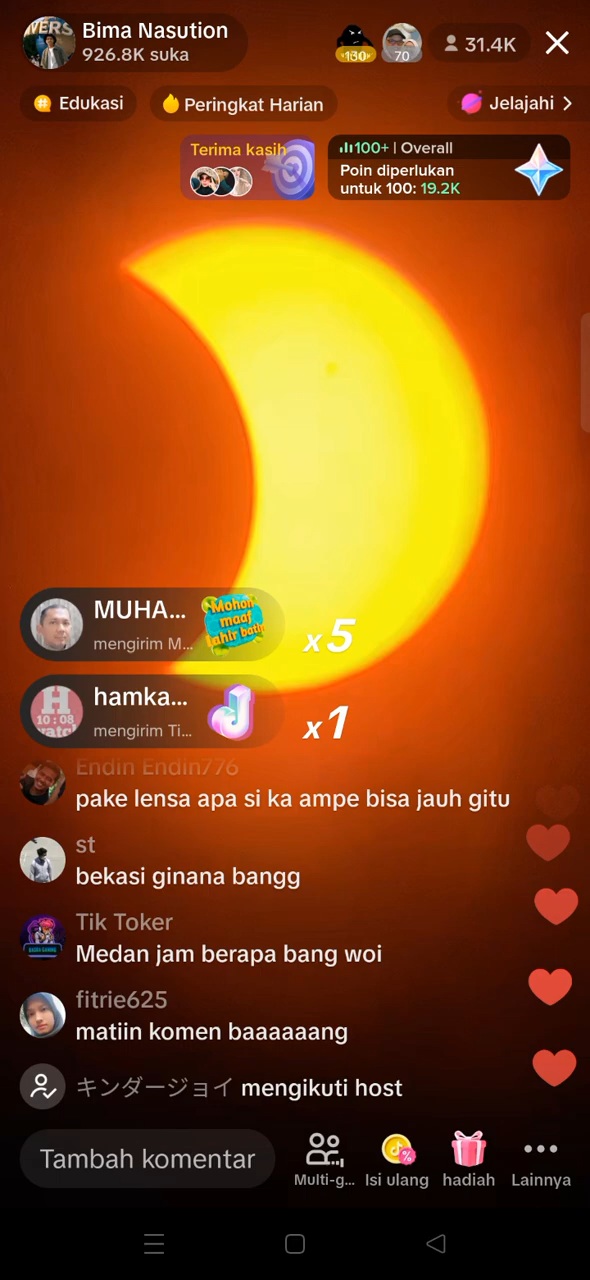 Bima Nasution
926.8K suka
130
70
31.4K
Edukasi
Peringkat Harian
Jelajahi
Terima kasih
100+ | Overall
Poin diperlukan
untuk 100: 19.2K
MUHA...
mengirim M...
Mohon
maaf
lahir batin
x5
hamka...
mengirim Ti...
H
10:08
x1
Endin Endin776
pake lensa apa si ka ampe bisa jauh gitu
st
bekasi ginana bangg
Tik Toker
Medan jam berapa bang woi
fitrie625
matiin komen baaaaaang
キンダージョイ mengikuti host
Tambah komentar
Multi-g...
Isi ulang
hadiah
Lainnya